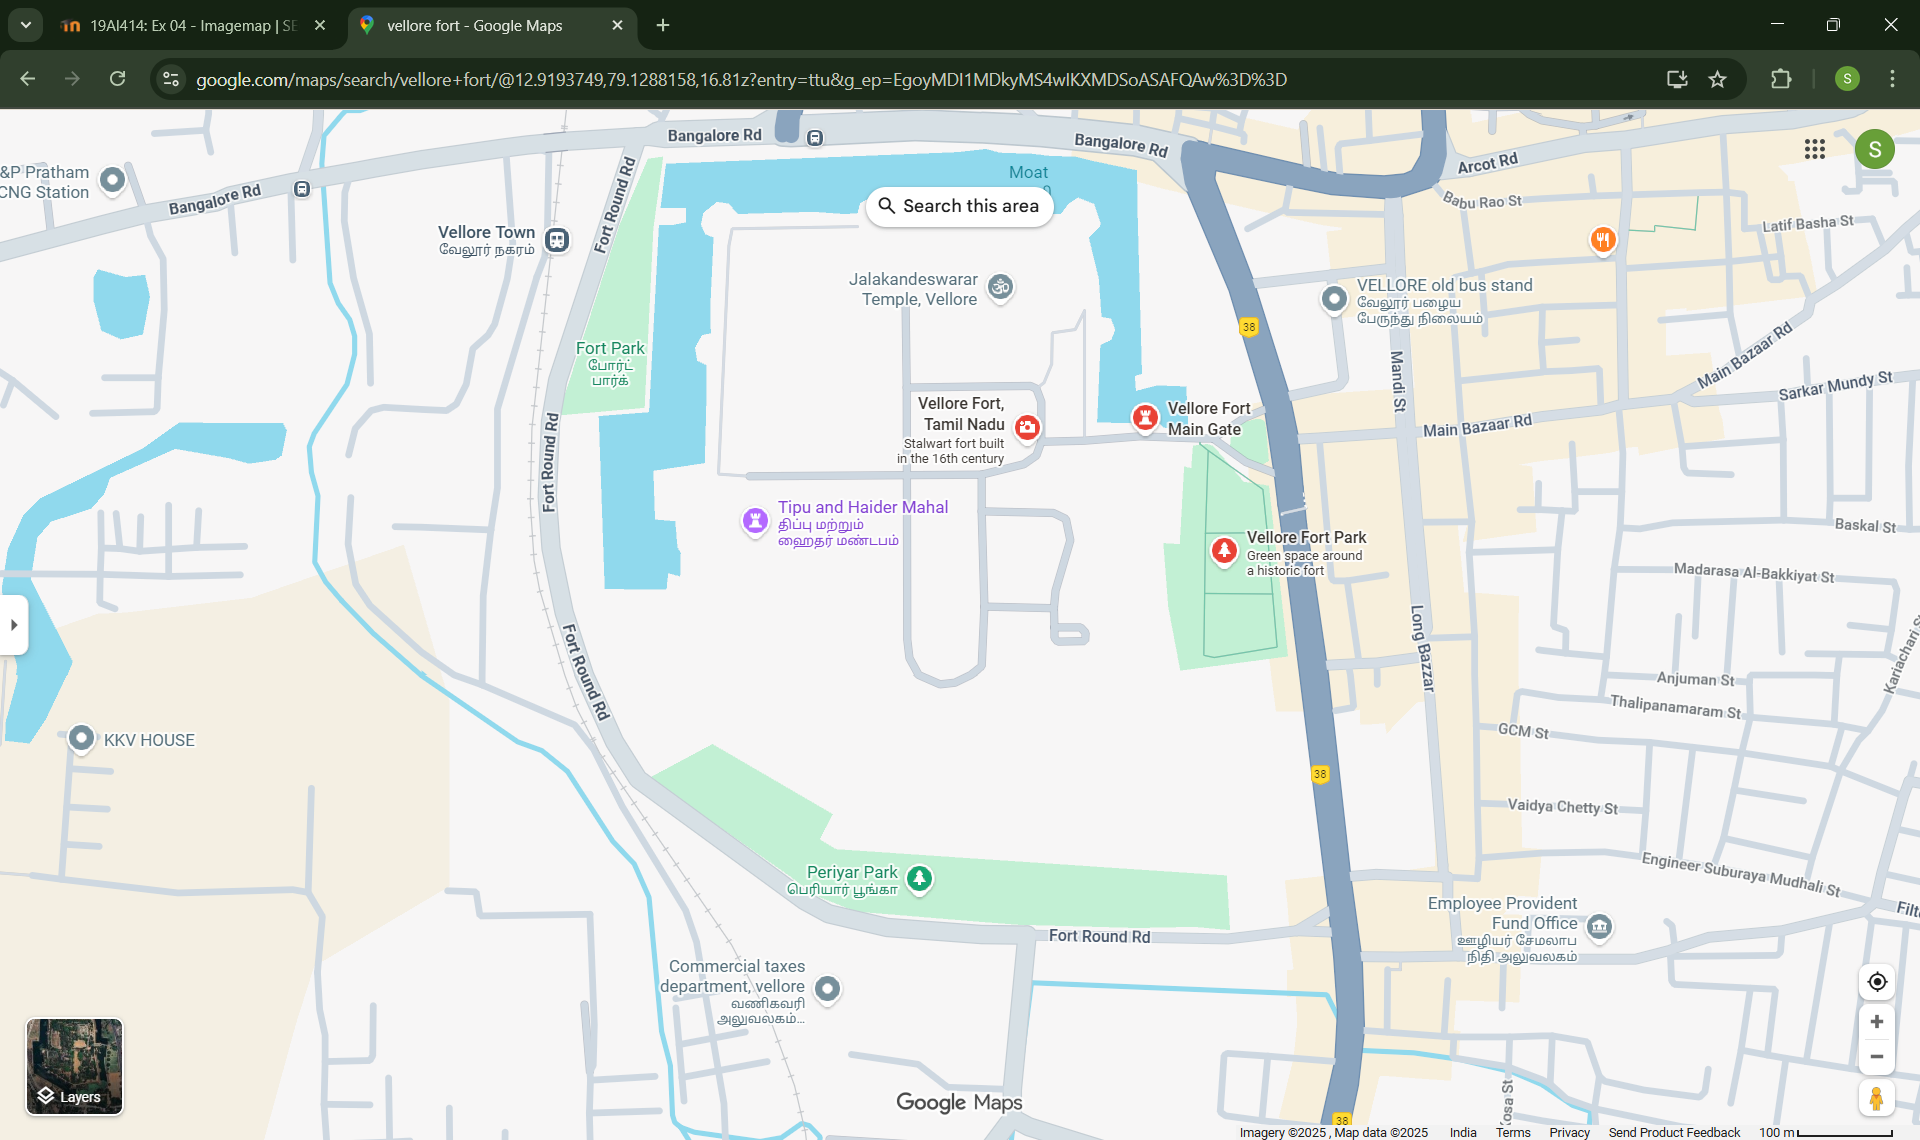 19AI414: Ex 04 - Imagemap | SE
vellore fort - Google Maps
google.com/maps/search/vellore+fort/@12.9193749,79.1288158,16.81z?entry=ttu&g_ep=EgoyMDI1MDkyMS4wIKXMDSoASAFQAw%3D%3D
S
Bangalore Rd
Bangalore Rd
Arcot Rd
S
&P Pratham
CNG Station
Bangalore Rd
Fort Round Rd
Moat
Search this area
Babu Rao St
Latif Basha St
Vellore Town
வேலூர் நகரம்
Jalakandeswarar
Temple, Vellore
VELLORE old bus stand
வேலூர் பழைய
பேருந்து நிலையம்
38
Fort Park
போர்ட்
பார்க்
Mandi St
Main Bazaar Rd
Sarkar Mundy St
Vellore Fort,
Tamil Nadu
Stalwart fort built
in the 16th century
Vellore Fort
Main Gate
Main Bazaar Rd
Fort Round Rd
Tipu and Haider Mahal
திப்பு மற்றும்
ஹைதர் மண்டபம்
Baskal St
Vellore Fort Park
Green space around
a historic fort
Madarasa Al-Bakkiyat St
Fort Round Rd
Long Bazzar
Kariachari S
Anjuman St
Thalipanamaram St
GCM St
KKV HOUSE
38
Vaidya Chetty St
Engineer Suburaya Mudhali St
Periyar Park
பெரியார் பூங்கா
Employee Provident
Fund Office
ஊழியர் சேமலாப
நிதி அலுவலகம்
Filt
Fort Round Rd
Commercial taxes
department, vellore
வணிகவரி
அலுவலகம்...
Layers
Google Maps
Kosa St
38
Imagery ©2025 , Map data ©2025 India Terms Privacy Send Product Feedback 100 m